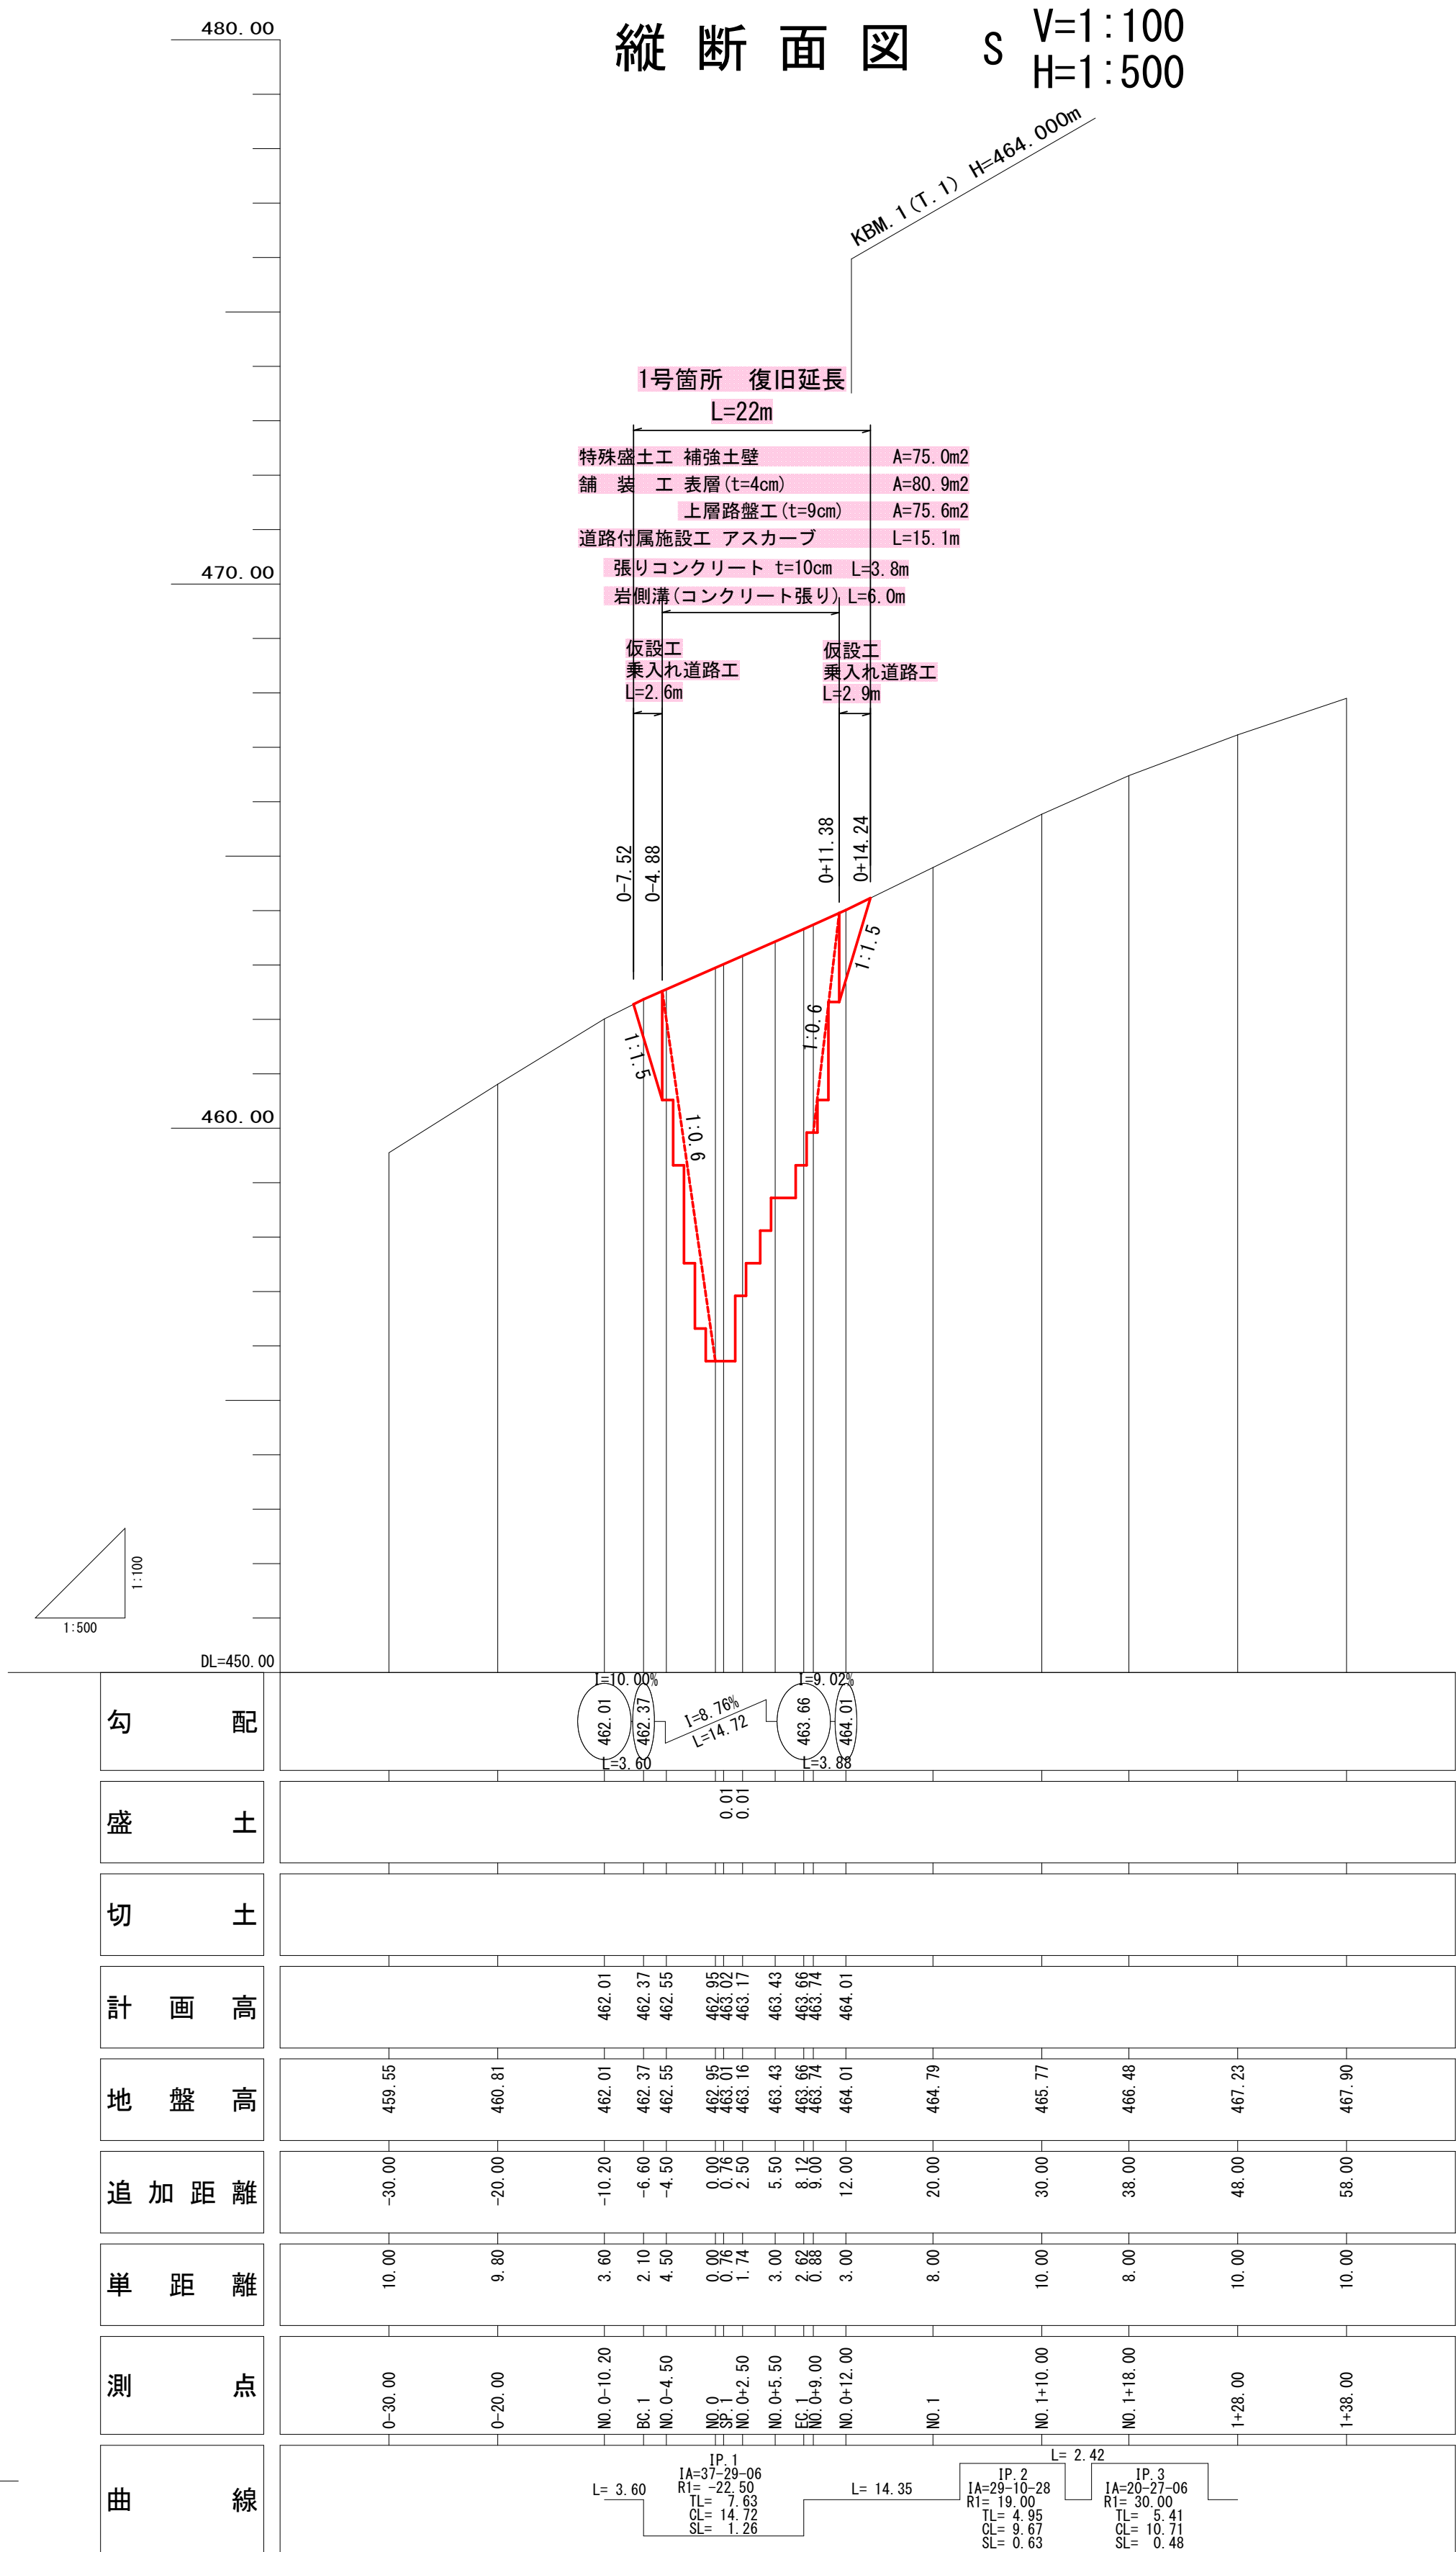 縦断面図 S V=1:100
H=1:500
480.00
KBM.1(T.1) H=464.000m
1号箇所 復旧延長
L=22m
特殊盛土工 補強土壁 A=75.0m2
舗装工 表層(t=4cm) A=80.9m2
上層路盤工(t=9cm) A=75.6m2
道路付属施設工 アスカーブ L=15.1m
470.00
張りコンクリート t=10cm L=3.8m
岩側溝(コンクリート張り) L=6.0m
仮設工
乗入れ道路工
L=2.6m
仮設工
乗入れ道路工
L=2.9m
0-7.52
0-4.88
0+11.38
0+14.24
1:1.5
1:0.6
1:0.6
1:1.5
460.00
1:100
1:500
DL=450.00
勾配
I=10.00% I=9.02%
462.01 462.37 I=8.76% L=14.72 463.66 464.01
L=3.60 L=3.88
盛土
0.01 0.01
切土
計画高
462.01 462.37 462.55 462.95 463.02 463.17 463.43 463.66 463.74 464.01
地盤高
459.55 460.81 462.01 462.37 462.55 462.95 463.01 463.16 463.43 463.66 463.74 464.01 464.79 465.77 466.48 467.23 467.90
追加距離
-30.00 -20.00 -10.20 -6.60 -4.50 0.00 0.76 2.50 5.50 8.12 9.00 12.00 20.00 30.00 38.00 48.00 58.00
単距離
10.00 9.80 3.60 2.10 4.50 0.00 0.76 1.74 3.00 2.62 0.88 3.00 8.00 10.00 8.00 10.00 10.00
測点
0-30.00 0-20.00 NO.0-10.20 BC.1 NO.0-4.50 NO.0 SP.1 NO.0+2.50 NO.0+5.50 EC.1 NO.0+9.00 NO.0+12.00 NO.1 NO.1+10.00 NO.1+18.00 1+28.00 1+38.00
曲線
L= 3.60
IP.1
IA=37-29-06
R1= -22.50
TL= 7.63
CL= 14.72
SL= 1.26
L= 14.35
IP.2
IA=29-10-28
R1= 19.00
TL= 4.95
CL= 9.67
SL= 0.63
L= 2.42
IP.3
IA=20-27-06
R1= 30.00
TL= 5.41
CL= 10.71
SL= 0.48